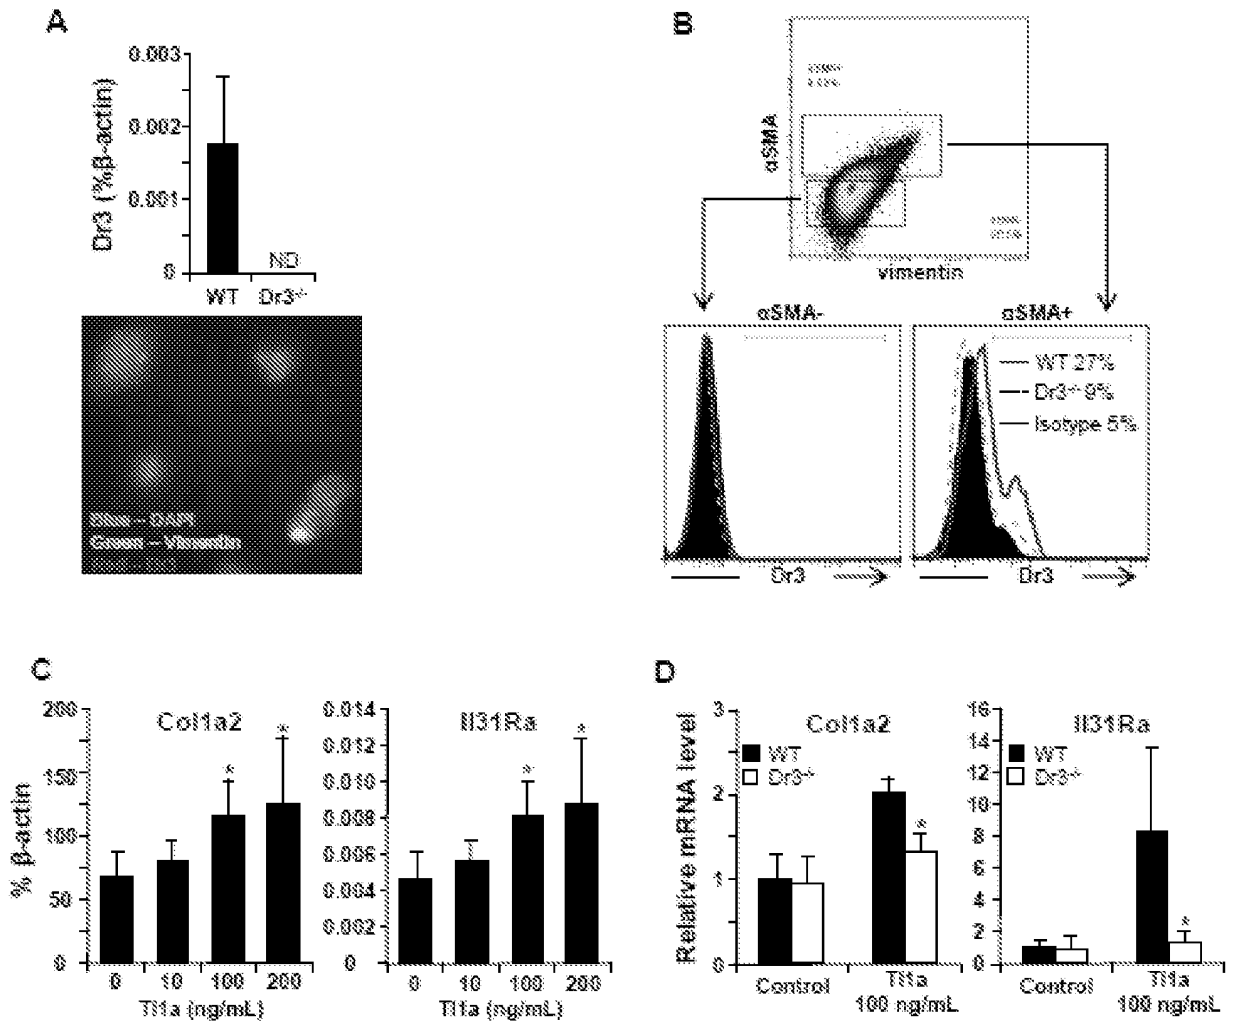 A
0.003
0.002
0.001
0
Dr3 (%β-actin)
ND
WT Dr3-/-
Blue – DAPI
Green – Vimentin
B
αSMA
vimentin
αSMA-
αSMA+
WT 27%
Dr3-/- 9%
Isotype 5%
Dr3
Dr3
C
% β-actin
200
150
100
50
0
Col1a2
*
*
0 10 100 200
Tl1a (ng/mL)
0.014
0.012
0.010
0.008
0.006
0.004
0.002
0
Il31Ra
*
*
0 10 100 200
Tl1a (ng/mL)
D
Relative mRNA level
3
2
1
0
Col1a2
WT
Dr3-/-
*
Control
Tl1a
100 ng/mL
16
14
12
10
8
6
4
2
0
Il31Ra
WT
Dr3-/-
*
Control
Tl1a
100 ng/mL